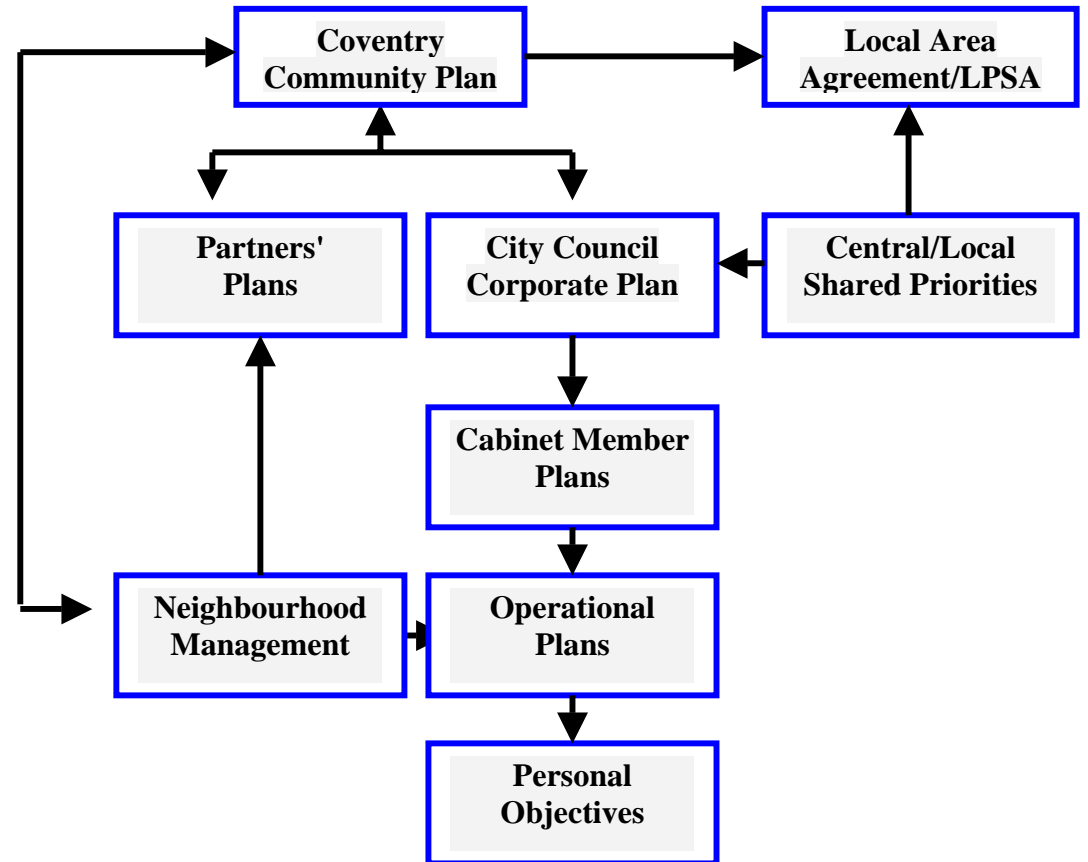 Coventry
Community Plan
Local Area
Agreement/LPSA
Partners'
Plans
City Council
Corporate Plan
Central/Local
Shared Priorities
Cabinet Member
Plans
Neighbourhood
Management
Operational
Plans
Personal
Objectives